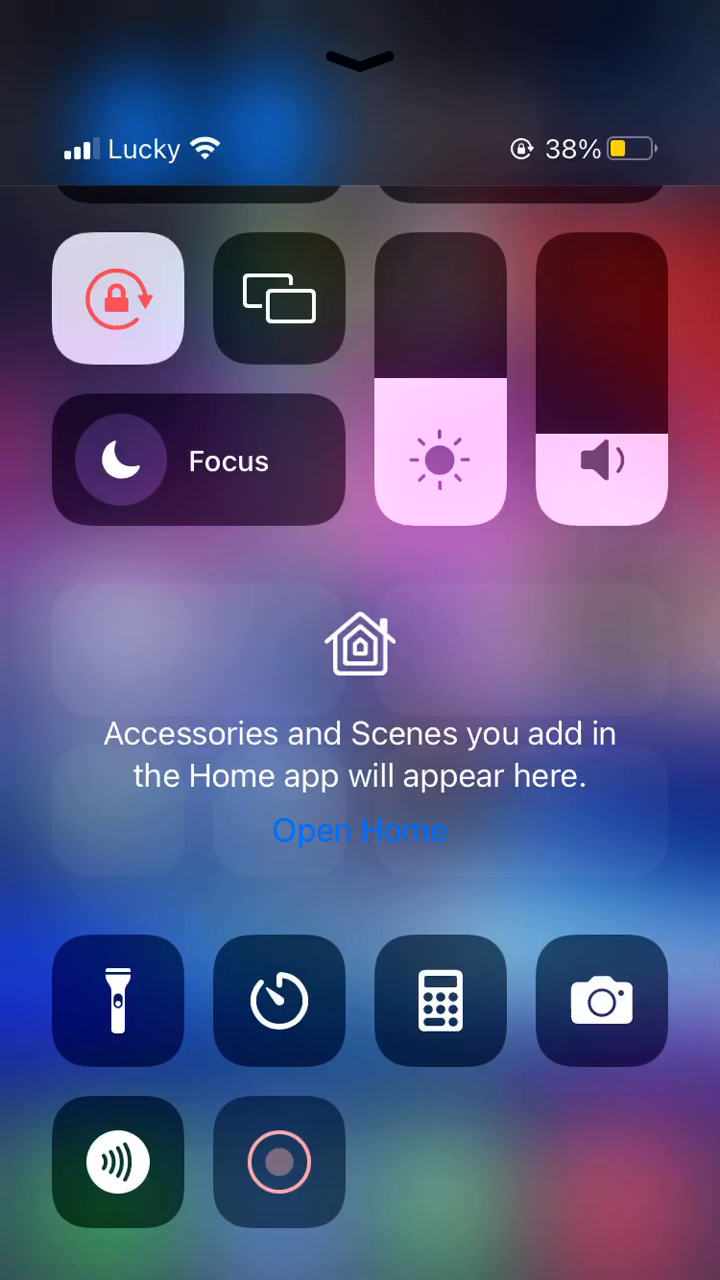 Lucky 38%
Focus
Accessories and Scenes you add in
the Home app will appear here.
Open Home